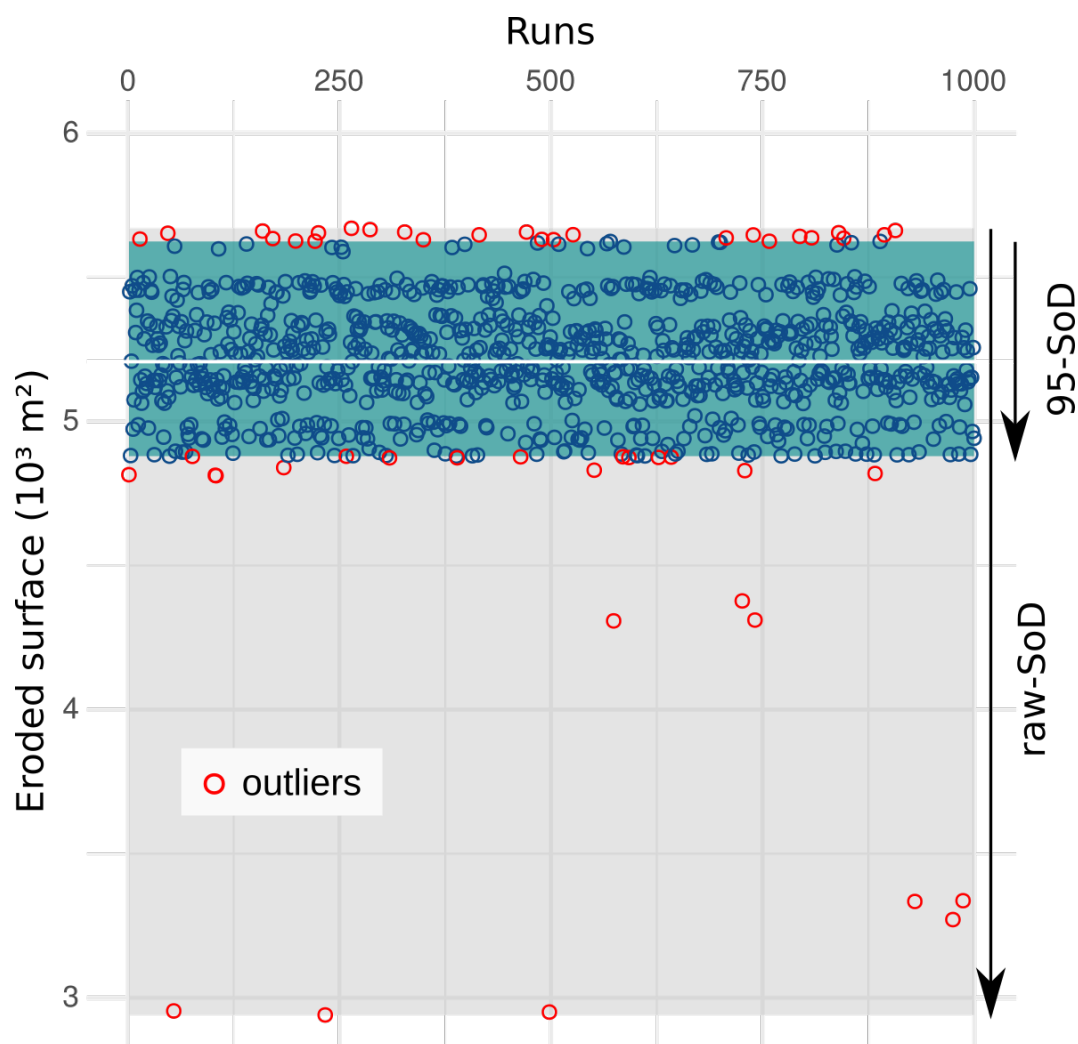 Runs
0 250 500 750 1000
6
5
4
3
Eroded surface (10³ m²)
95-SoD
raw-SoD
outliers